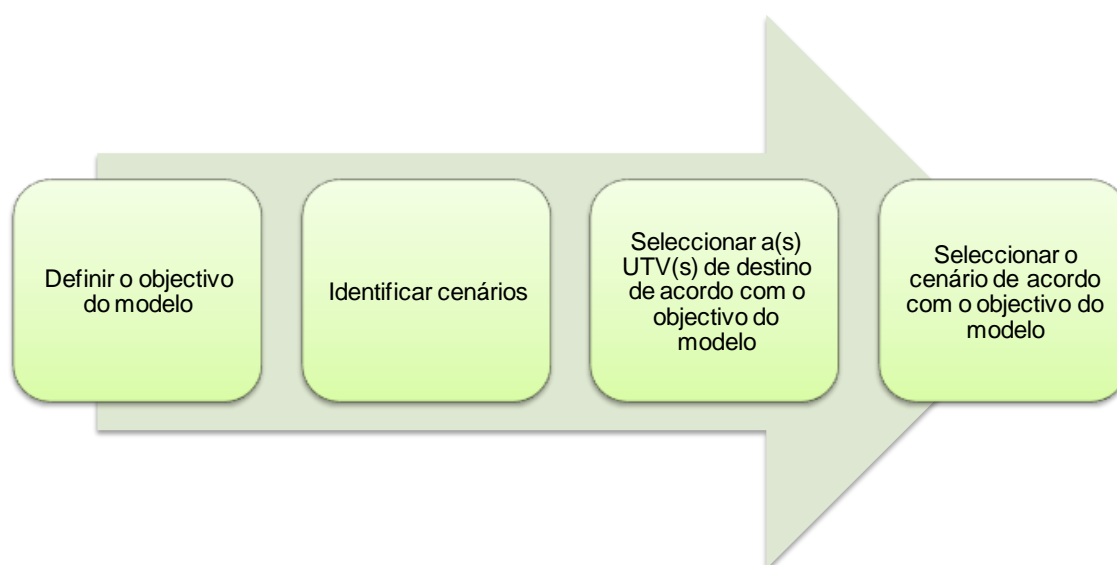 Definir o objectivo
do modelo
Identificar cenários
Seleccionar a(s)
UTV(s) de destino
de acordo com o
objectivo do
modelo
Seleccionar o
cenário de acordo
com o objectivo do
modelo